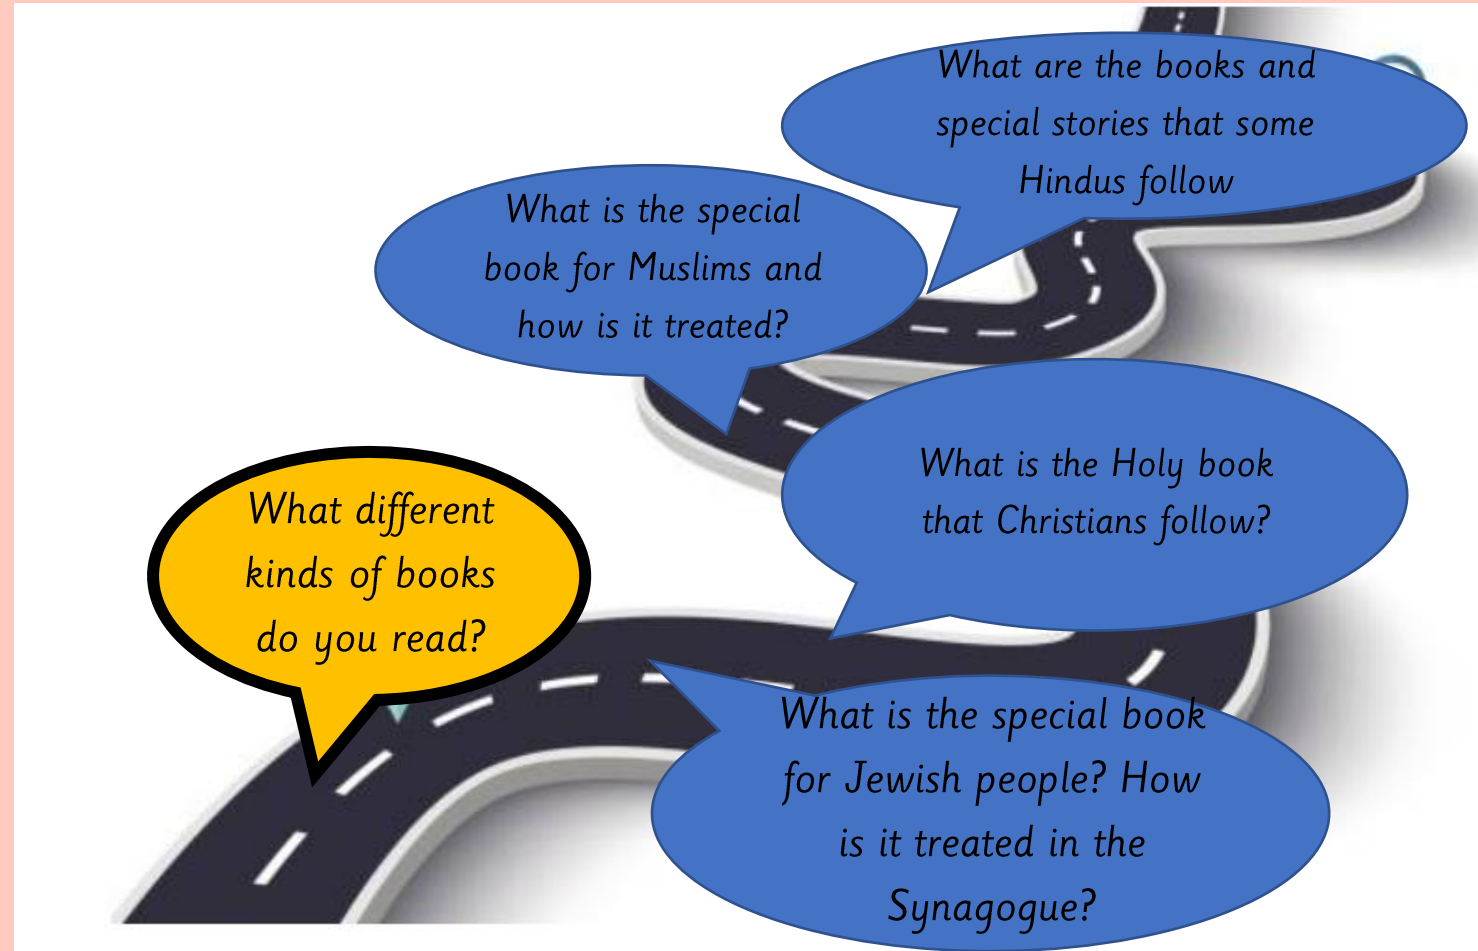 What are the books and
special stories that some
Hindus follow
What is the special
book for Muslims and
how is it treated?
What is the Holy book
that Christians follow?
What different
kinds of books
do you read?
What is the special book
for Jewish people? How
is it treated in the
Synagogue?